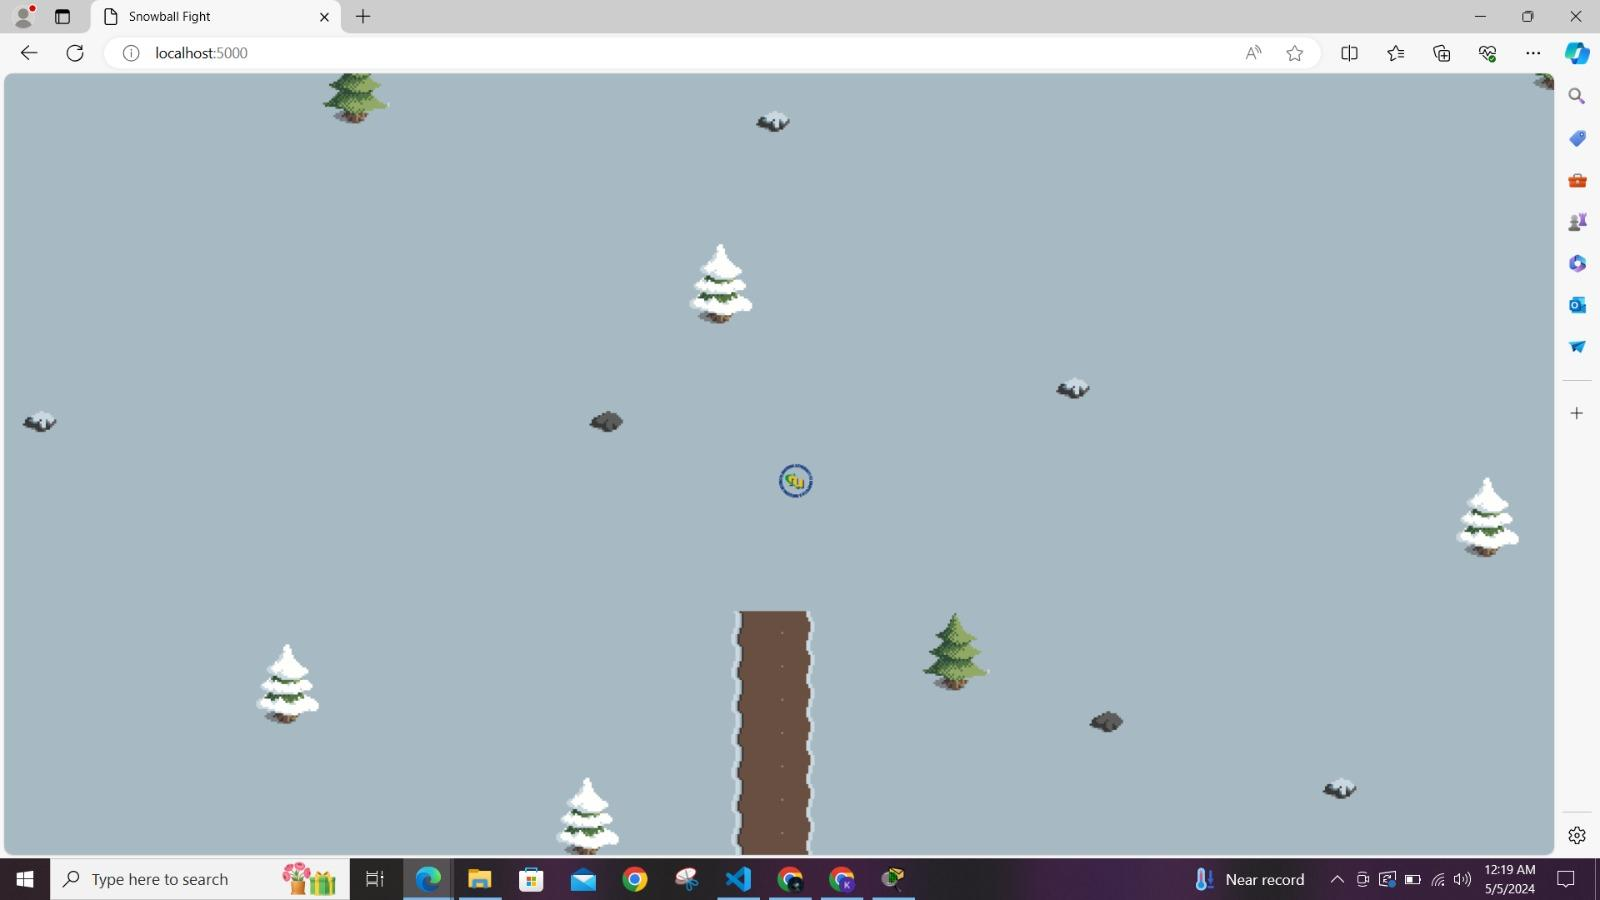 Snowball Fight
localhost:5000
Type here to search
Near record
12:19 AM
5/5/2024